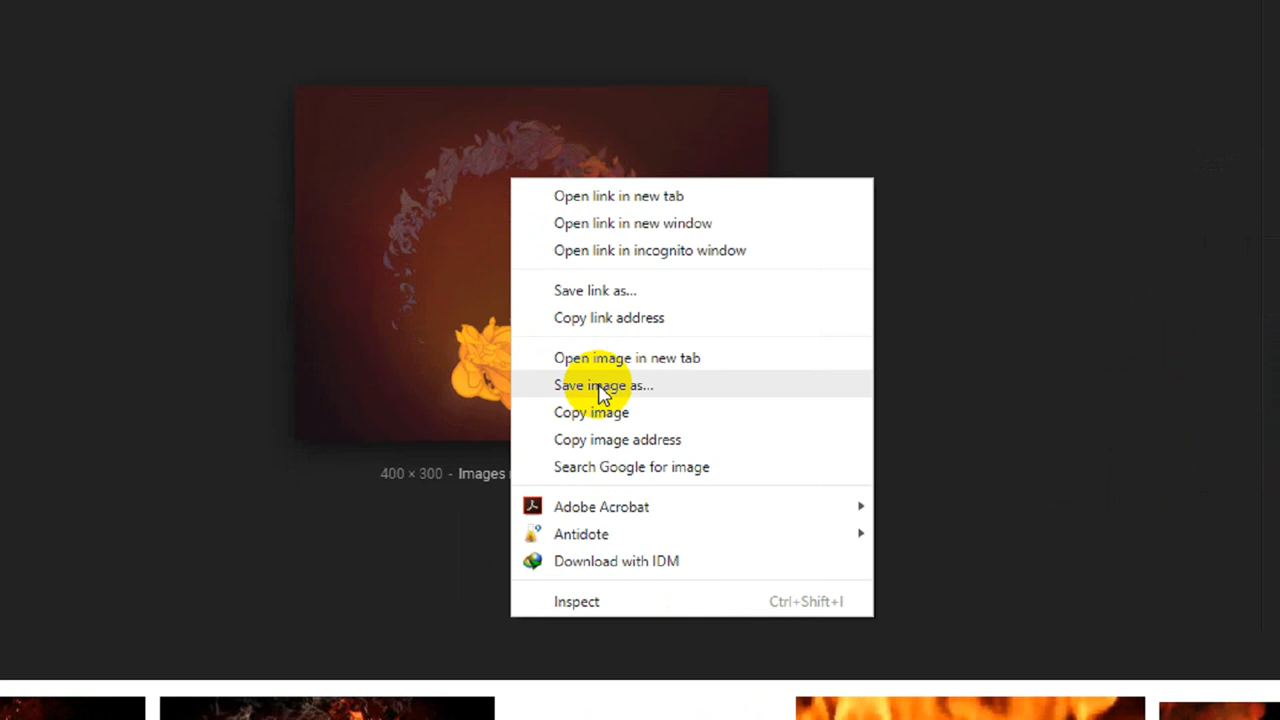 Open link in new tab
Open link in new window
Open link in incognito window
Save link as...
Copy link address
Open image in new tab
Save image as...
Copy image
Copy image address
Search Google for image
400 × 300 - Images
Adobe Acrobat
Antidote
Download with IDM
Inspect Ctrl+Shift+I